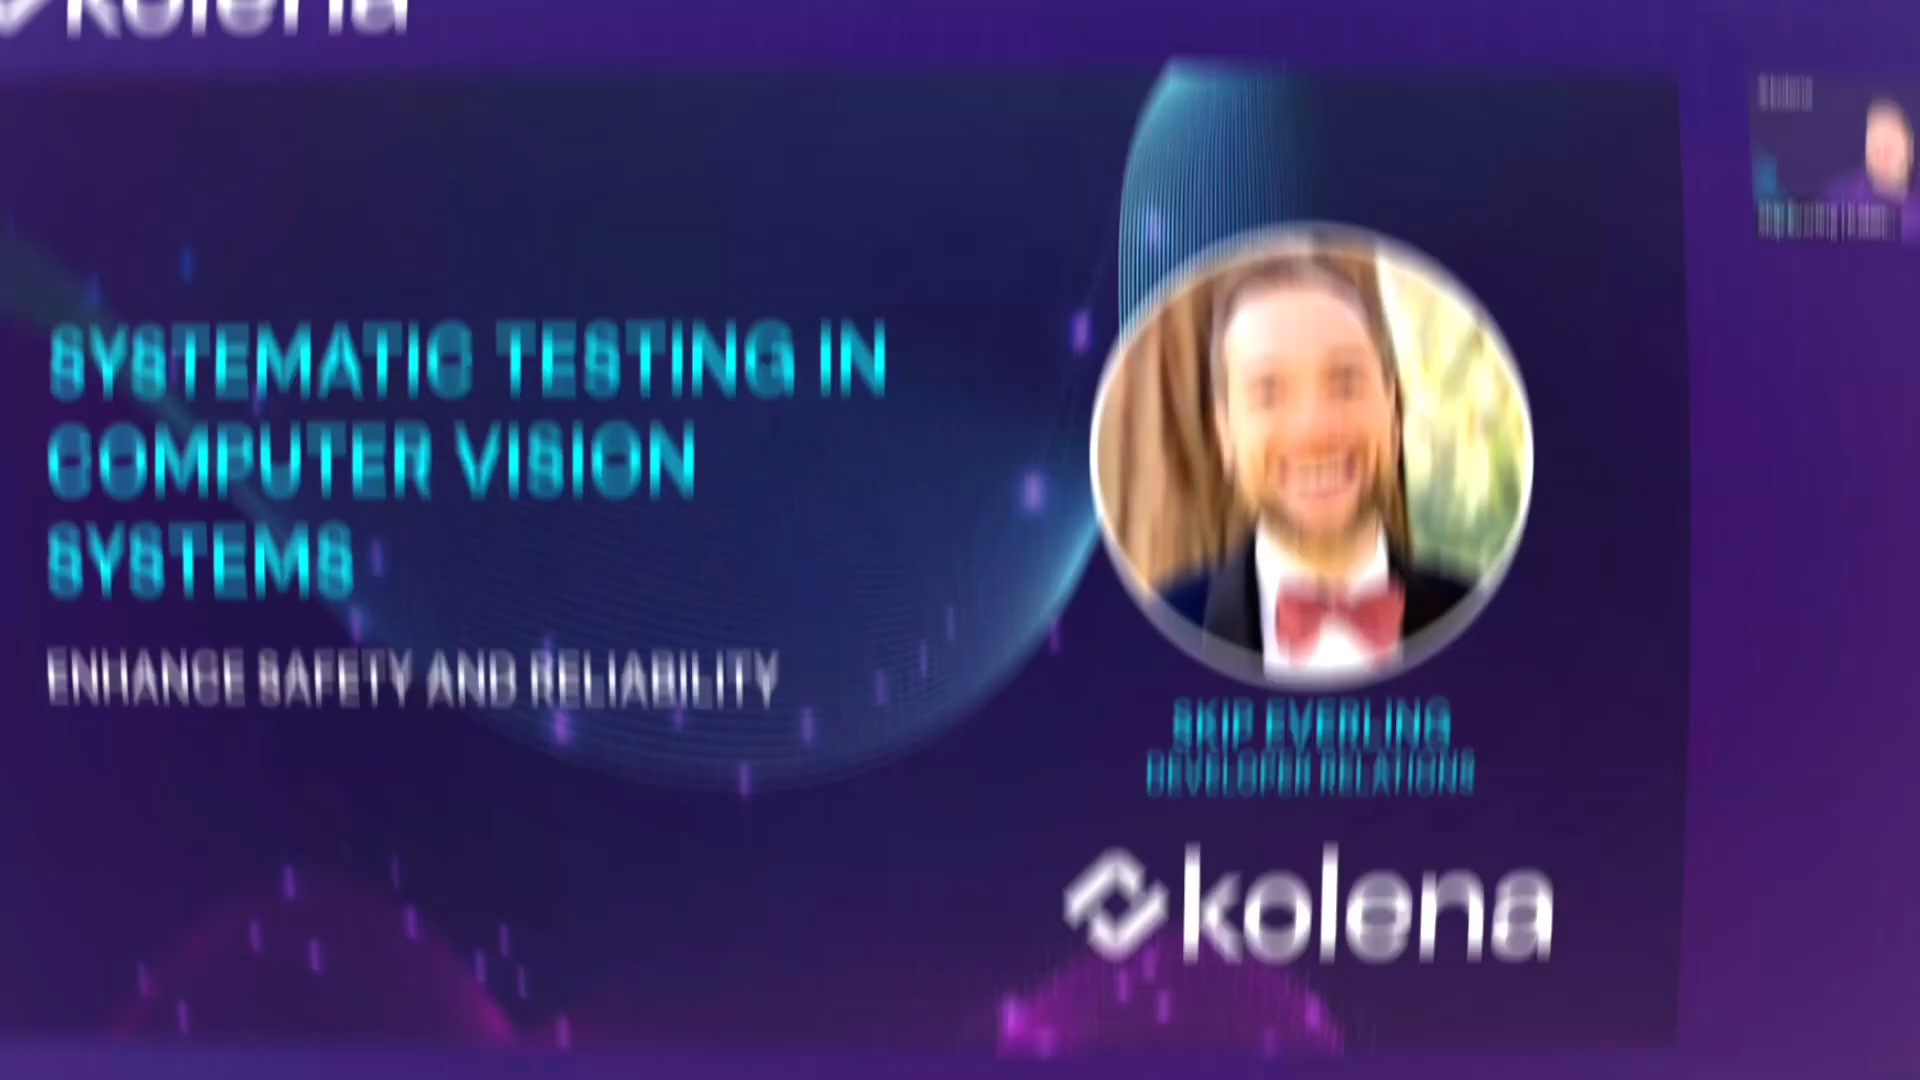 kolena
SYSTEMATIC TESTING IN
COMPUTER VISION
SYSTEMS
ENHANCE SAFETY AND RELIABILITY
SKIP EVERLING
DEVELOPER RELATIONS
kolena